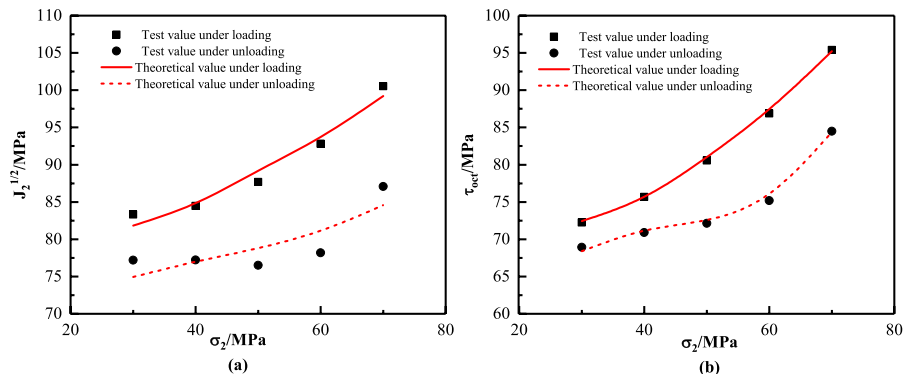 (a)
110
105
100
95
90
85
80
75
70
J₂¹/²/MPa
Test value under loading
Test value under unloading
Theoretical value under loading
Theoretical value under unloading
20 40 60 80
σ₂/MPa
(a)
(b)
100
95
90
85
80
75
70
65
60
τoct/MPa
Test value under loading
Test value under unloading
Theoretical value under loading
Theoretical value under unloading
20 40 60 80
σ₂/MPa
(b)